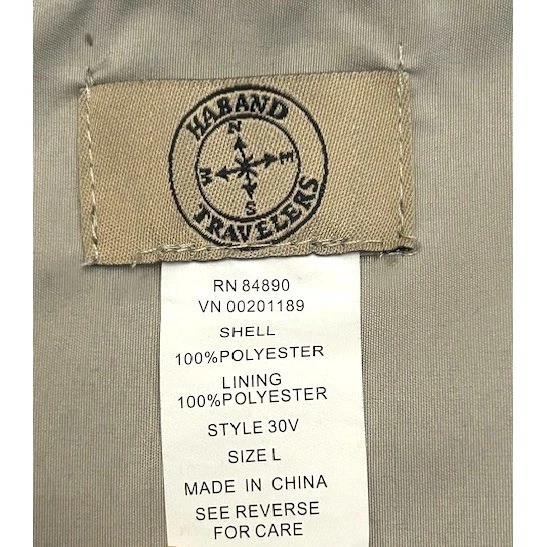 HABAND
N
W E
S
TRAVELERS
RN 84890
VN 00201189
SHELL
100%POLYESTER
LINING
100%POLYESTER
STYLE 30V
SIZE L
MADE IN CHINA
SEE REVERSE
FOR CARE